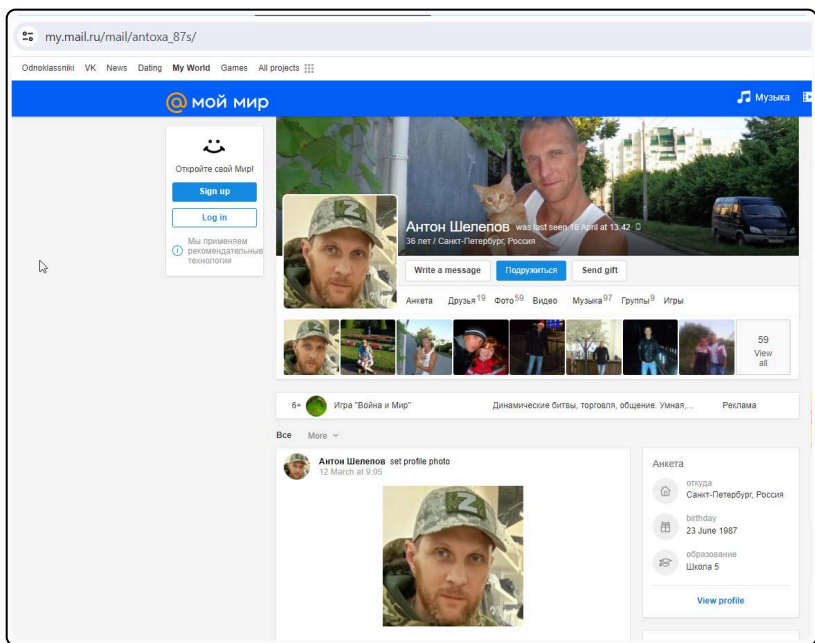 my.mail.ru/mail/antoxa_87s/
Odnoklassniki VK News Dating My World Games All projects
@ мой мир
Музыка
Откройте свой Мир!
Sign up
Log in
Мы применяем
рекомендательные
технологии
Антон Шелепов was last seen 16 April at 13:42
36 лет / Санкт-Петербург, Россия
Write a message Подружиться Send gift
Анкета Друзья 19 Фото 59 Видео Музыка 97 Группы 9 Игры
59
View
all
6+ Игра "Война и Мир" Динамические битвы, торговля, общение. Умная,... Реклама
Все More
Антон Шелепов set profile photo
12 March at 9:05
Z
Анкета
откуда
Санкт-Петербург, Россия
birthday
23 June 1987
образование
Школа 5
View profile